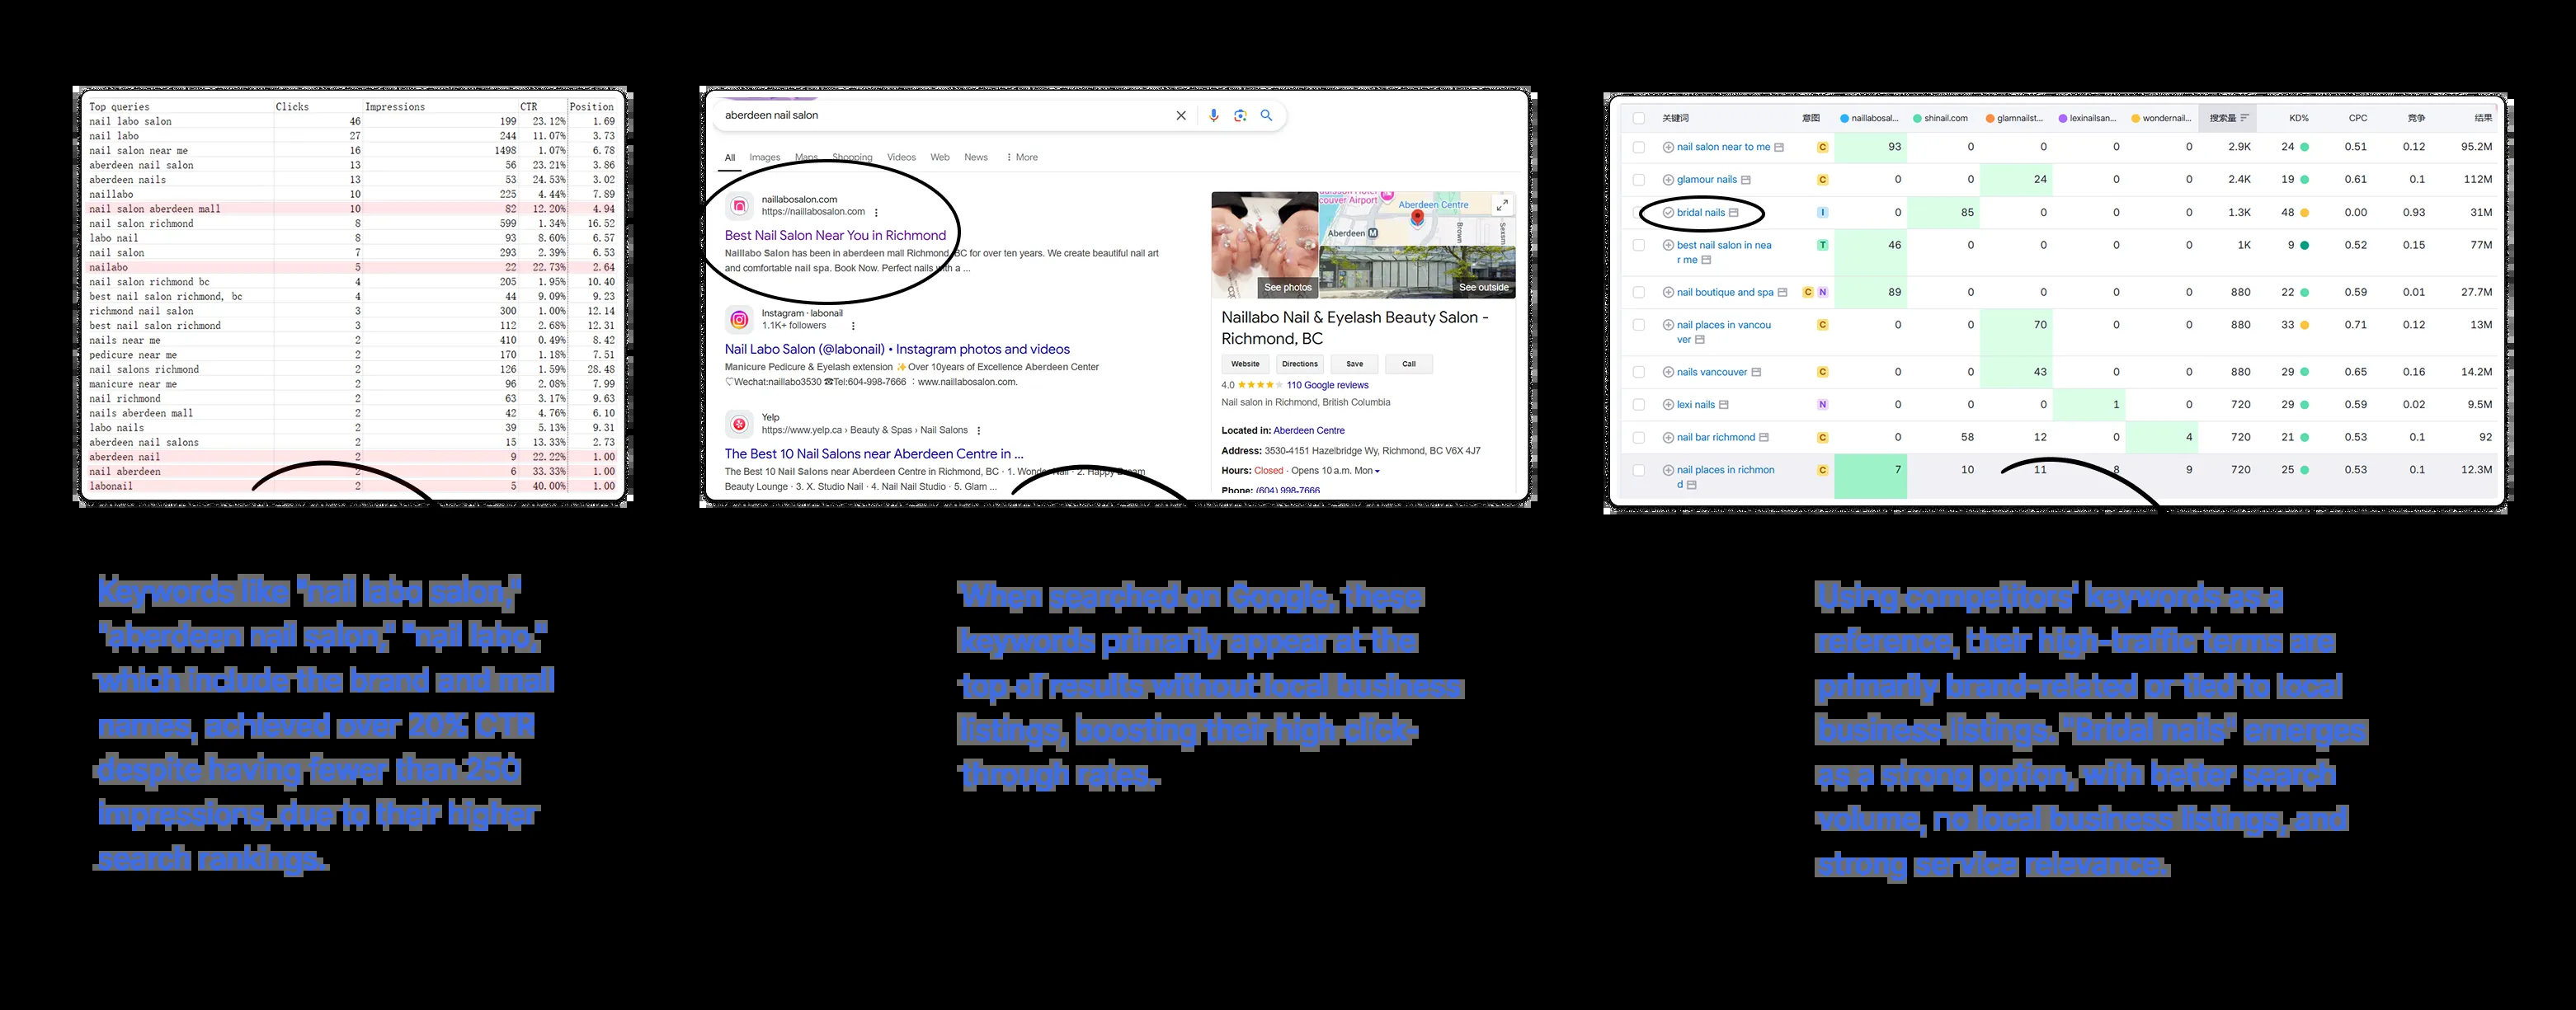 Top queries Clicks Impressions CTR Position
nail labo salon 46 199 23.12% 1.69
nail labo 27 244 11.07% 3.73
nail salon near me 16 1498 1.07% 6.78
aberdeen nail salon 13 56 23.21% 3.86
aberdeen nails 13 53 24.53% 3.02
naillabo 10 225 4.44% 7.89
nail salon aberdeen mall 10 82 12.20% 4.94
nail salon richmond 8 599 1.34% 16.52
labo nail 8 93 8.60% 6.57
nail salon 7 293 2.39% 6.53
nailabo 5 22 22.73% 2.64
nail salon richmond bc 4 205 1.95% 10.40
best nail salon richmond, bc 4 44 9.09% 9.23
richmond nail salon 3 300 1.00% 12.14
best nail salon richmond 3 112 2.68% 12.31
nails near me 2 410 0.49% 8.42
pedicure near me 2 170 1.18% 7.51
nail salons richmond 2 126 1.59% 28.48
manicure near me 2 96 2.08% 7.99
nail richmond 2 63 3.17% 9.63
nails aberdeen mall 2 42 4.76% 6.10
labo nails 2 39 5.13% 9.31
aberdeen nail salons 2 15 13.33% 2.73
aberdeen nail 2 9 22.22% 1.00
nail aberdeen 2 6 33.33% 1.00
labonail 2 5 40.00% 1.00
Keywords like "nail labo salon,"
"aberdeen nail salon," "nail labo,"
which include the brand and mall
names, achieved over 20% CTR
despite having fewer than 250
impressions, due to their higher
search rankings.
aberdeen nail salon
All Images Maps Shopping Videos Web News More
naillabosalon.com
https://naillabosalon.com
Best Nail Salon Near You in Richmond
Naillabo Salon has been in aberdeen mall Richmond, BC for over ten years. We create beautiful nail art
and comfortable nail spa. Book Now. Perfect nails with a ...
Instagram · labonail
1.1K+ followers
Nail Labo Salon (@labonail) • Instagram photos and videos
Manicure Pedicure & Eyelash extension ✨Over 10years of Excellence Aberdeen Center
♡Wechat:naillabo3530 ☎Tel:604-998-7666 : www.naillabosalon.com.
Yelp
https://www.yelp.ca › Beauty & Spas › Nail Salons
The Best 10 Nail Salons near Aberdeen Centre in ...
The Best 10 Nail Salons near Aberdeen Centre in Richmond, BC · 1. Wonder Nail · 2. Happy Dream
Beauty Lounge · 3. X. Studio Nail · 4. Nail Nail Studio · 5. Glam ...
couver Airport)
Aberdeen Centre
Aberdeen M
Brown
Sexsm
See photos
See outside
Naillabo Nail & Eyelash Beauty Salon -
Richmond, BC
Website Directions Save Call
4.0 ★★★★★ 110 Google reviews
Nail salon in Richmond, British Columbia
Located in: Aberdeen Centre
Address: 3530-4151 Hazelbridge Wy, Richmond, BC V6X 4J7
Hours: Closed · Opens 10 a.m. Mon
Phone: (604) 998-7666
When searched on Google, these
keywords primarily appear at the
top of results without local business
listings, boosting their high click-
through rates.
关键词 意图 naillabosal... shinail.com glamnailst... lexinailsan... wondernail... 搜索量 KD% CPC 竞争 结果
nail salon near to me C 93 0 0 0 0 2.9K 24 0.51 0.12 95.2M
glamour nails C 0 0 24 0 0 2.4K 19 0.61 0.1 112M
bridal nails I 0 85 0 0 0 1.3K 48 0.00 0.93 31M
best nail salon in nea T 46 0 0 0 0 1K 9 0.52 0.15 77M
r me
nail boutique and spa C N 89 0 0 0 0 880 22 0.59 0.01 27.7M
nail places in vancou C 0 0 70 0 0 880 33 0.71 0.12 13M
ver
nails vancouver C 0 0 43 0 0 880 29 0.65 0.16 14.2M
lexi nails N 0 0 0 1 0 720 29 0.59 0.02 9.5M
nail bar richmond C 0 58 12 0 4 720 21 0.53 0.1 92
nail places in richmon C 7 10 11 8 9 720 25 0.53 0.1 12.3M
d
Using competitors' keywords as a
reference, their high-traffic terms are
primarily brand-related or tied to local
business listings. "Bridal nails" emerges
as a strong option, with better search
volume, no local business listings, and
strong service relevance.